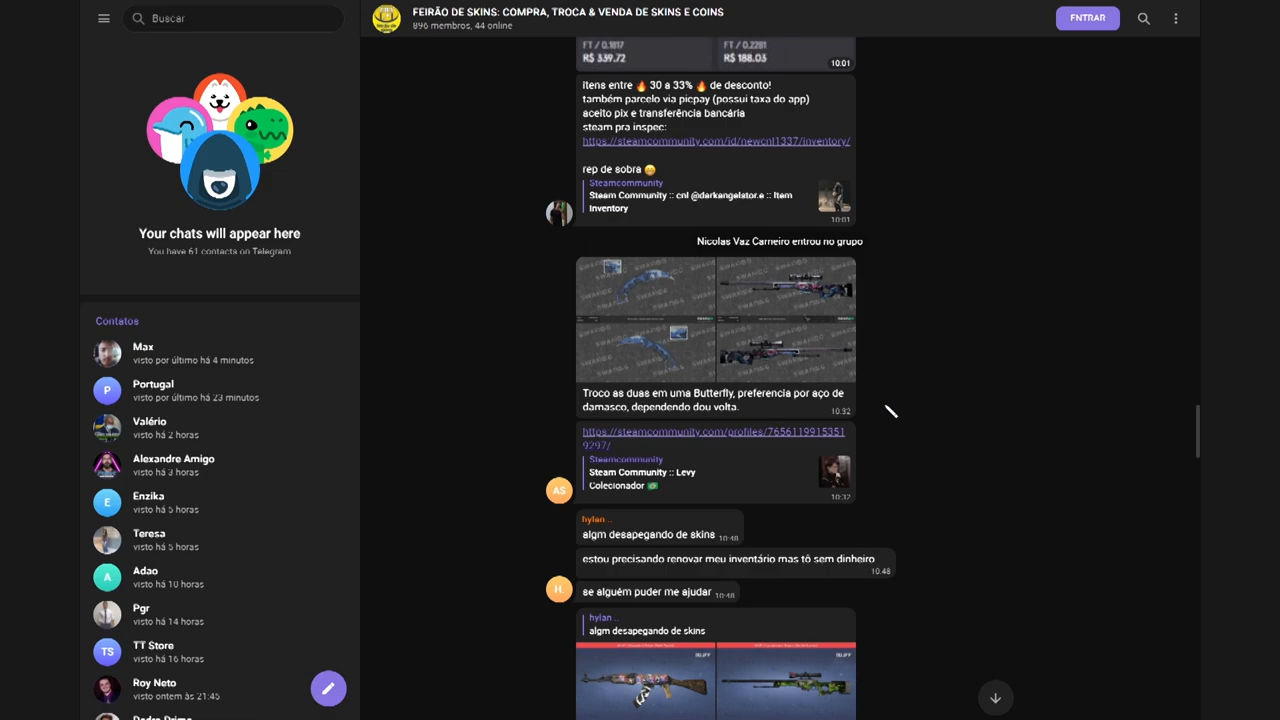 Buscar
FEIRÃO DE SKINS: COMPRA, TROCA & VENDA DE SKINS E COINS
896 membros, 44 online
ENTRAR
Your chats will appear here
You have 61 contacts on Telegram
Contatos
Max
visto por último há 4 minutos
P
Portugal
visto por último há 23 minutos
Valério
visto há 2 horas
Alexandre Amigo
visto há 3 horas
E
Enzika
visto há 5 horas
Teresa
visto há 5 horas
A
Adao
visto há 10 horas
Pgr
visto há 14 horas
TS
TT Store
visto há 16 horas
Roy Neto
visto ontem às 21:45
Pedro Primo
FT / 0.1817
R$ 339.72
FT / 0.2281
R$ 188.03
10:01
itens entre 🔥 30 a 33% 🔥 de desconto!
também parcelo via picpay (possui taxa do app)
aceito pix e transferência bancária
steam pra inspec:
https://steamcommunity.com/id/newcnl1337/inventory/
rep de sobra
Steamcommunity
Steam Community :: cnl @darkangelator.e :: Item
Inventory
10:01
Nicolas Vaz Carneiro entrou no grupo
Troco as duas em uma Butterfly, preferencia por aço de
damasco, dependendo dou volta.
10:32
https://steamcommunity.com/profiles/7656119915351
9297/
Steamcommunity
Steam Community :: Levy
Colecionador 🇧🇷
10:32
AS
hylan ..
algm desapegando de skins 10:48
estou precisando renovar meu inventário mas tô sem dinheiro
10:48
H.
se alguém puder me ajudar 10:48
hylan ..
algm desapegando de skins
BUFF
BUFF